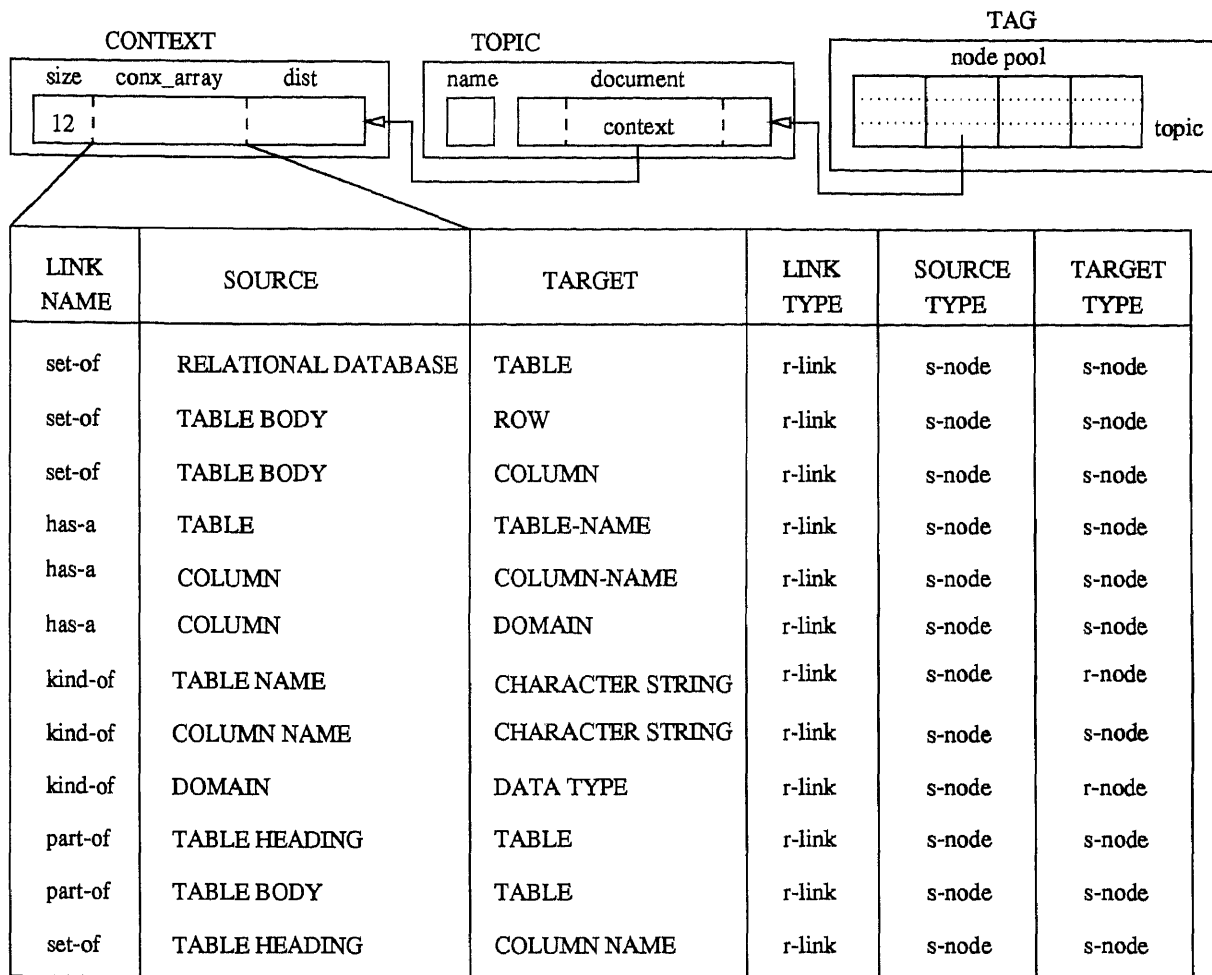 CONTEXT TOPIC TAG
size conx_array dist name document node pool
12 context topic
LINK NAME SOURCE TARGET LINK TYPE SOURCE TYPE TARGET TYPE
set-of RELATIONAL DATABASE TABLE r-link s-node s-node
set-of TABLE BODY ROW r-link s-node s-node
set-of TABLE BODY COLUMN r-link s-node s-node
has-a TABLE TABLE-NAME r-link s-node s-node
has-a COLUMN COLUMN-NAME r-link s-node s-node
has-a COLUMN DOMAIN r-link s-node s-node
kind-of TABLE NAME CHARACTER STRING r-link s-node r-node
kind-of COLUMN NAME CHARACTER STRING r-link s-node s-node
kind-of DOMAIN DATA TYPE r-link s-node r-node
part-of TABLE HEADING TABLE r-link s-node s-node
part-of TABLE BODY TABLE r-link s-node s-node
set-of TABLE HEADING COLUMN NAME r-link s-node s-node